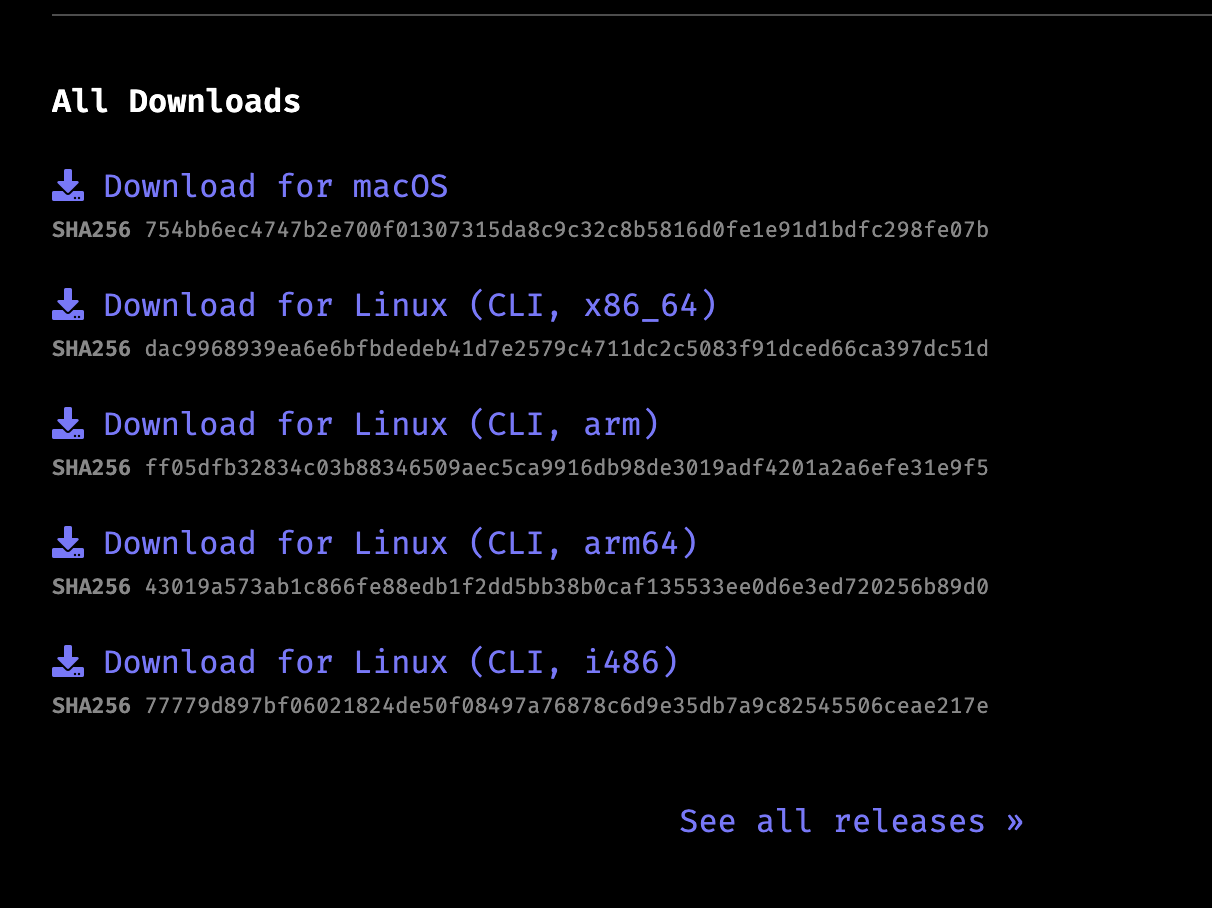 All Downloads
Download for macOS
SHA256 754bb6ec4747b2e700f01307315da8c9c32c8b5816d0fe1e91d1bdfc298fe07b
Download for Linux (CLI, x86_64)
SHA256 dac9968939ea6e6bfbdedeb41d7e2579c4711dc2c5083f91dced66ca397dc51d
Download for Linux (CLI, arm)
SHA256 ff05dfb32834c03b88346509aec5ca9916db98de3019adf4201a2a6efe31e9f5
Download for Linux (CLI, arm64)
SHA256 43019a573ab1c866fe88edb1f2dd5bb38b0caf135533ee0d6e3ed720256b89d0
Download for Linux (CLI, i486)
SHA256 77779d897bf06021824de50f08497a76878c6d9e35db7a9c82545506ceae217e
See all releases »